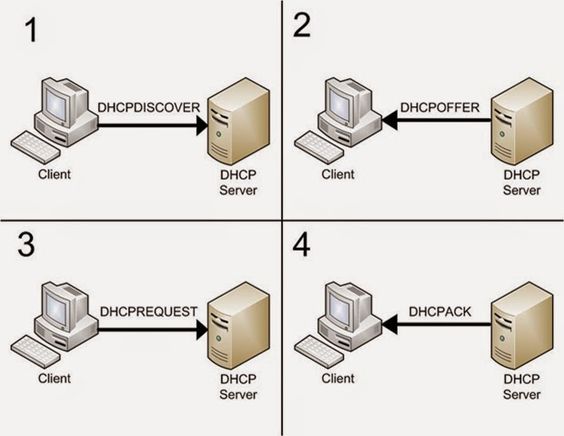 1
DHCPDISCOVER
Client
DHCP
Server
2
DHCPOFFER
Client
DHCP
Server
3
DHCPREQUEST
Client
DHCP
Server
4
DHCPACK
Client
DHCP
Server